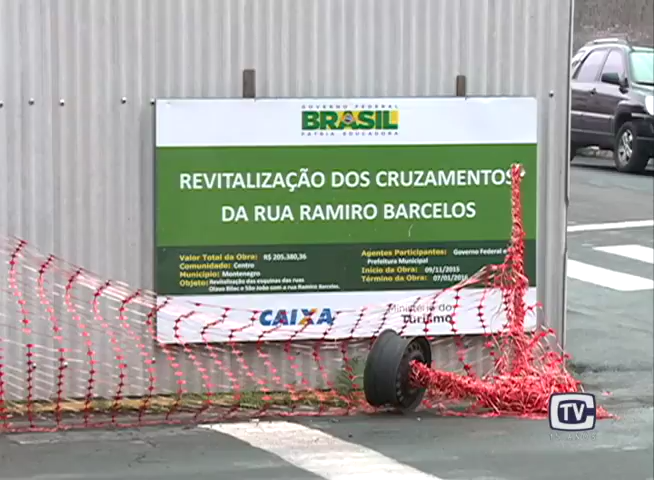 GOVERNO FEDERAL
BRASIL
PÁTRIA EDUCADORA
REVITALIZAÇÃO DOS CRUZAMENTOS
DA RUA RAMIRO BARCELOS
Valor Total da Obra: R$ 205.380,36
Comunidade: Centro
Município: Montenegro
Objeto: Revitalização das esquinas das ruas
Olavo Bilac e São João com a rua Ramiro Barcelos.
Agentes Participantes: Governo Federal e
Prefeitura Municipal
Início da Obra: 09/11/2015
Término da Obra: 07/01/2016
CAIXA
Ministério do
Turismo
TV